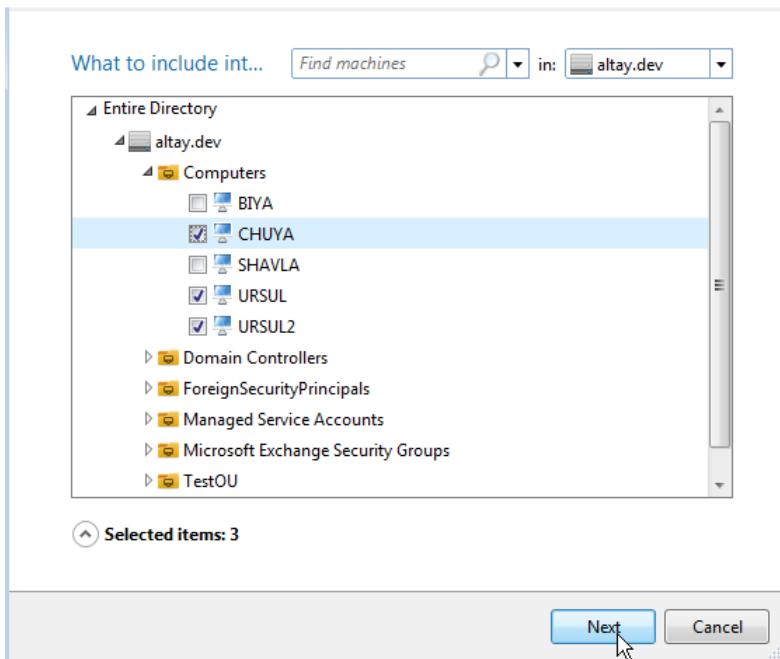 What to include int... Find machines in: altay.dev
Entire Directory
altay.dev
Computers
BIYA
CHUYA
SHAVLA
URSUL
URSUL2
Domain Controllers
ForeignSecurityPrincipals
Managed Service Accounts
Microsoft Exchange Security Groups
TestOU
Selected items: 3
Next Cancel